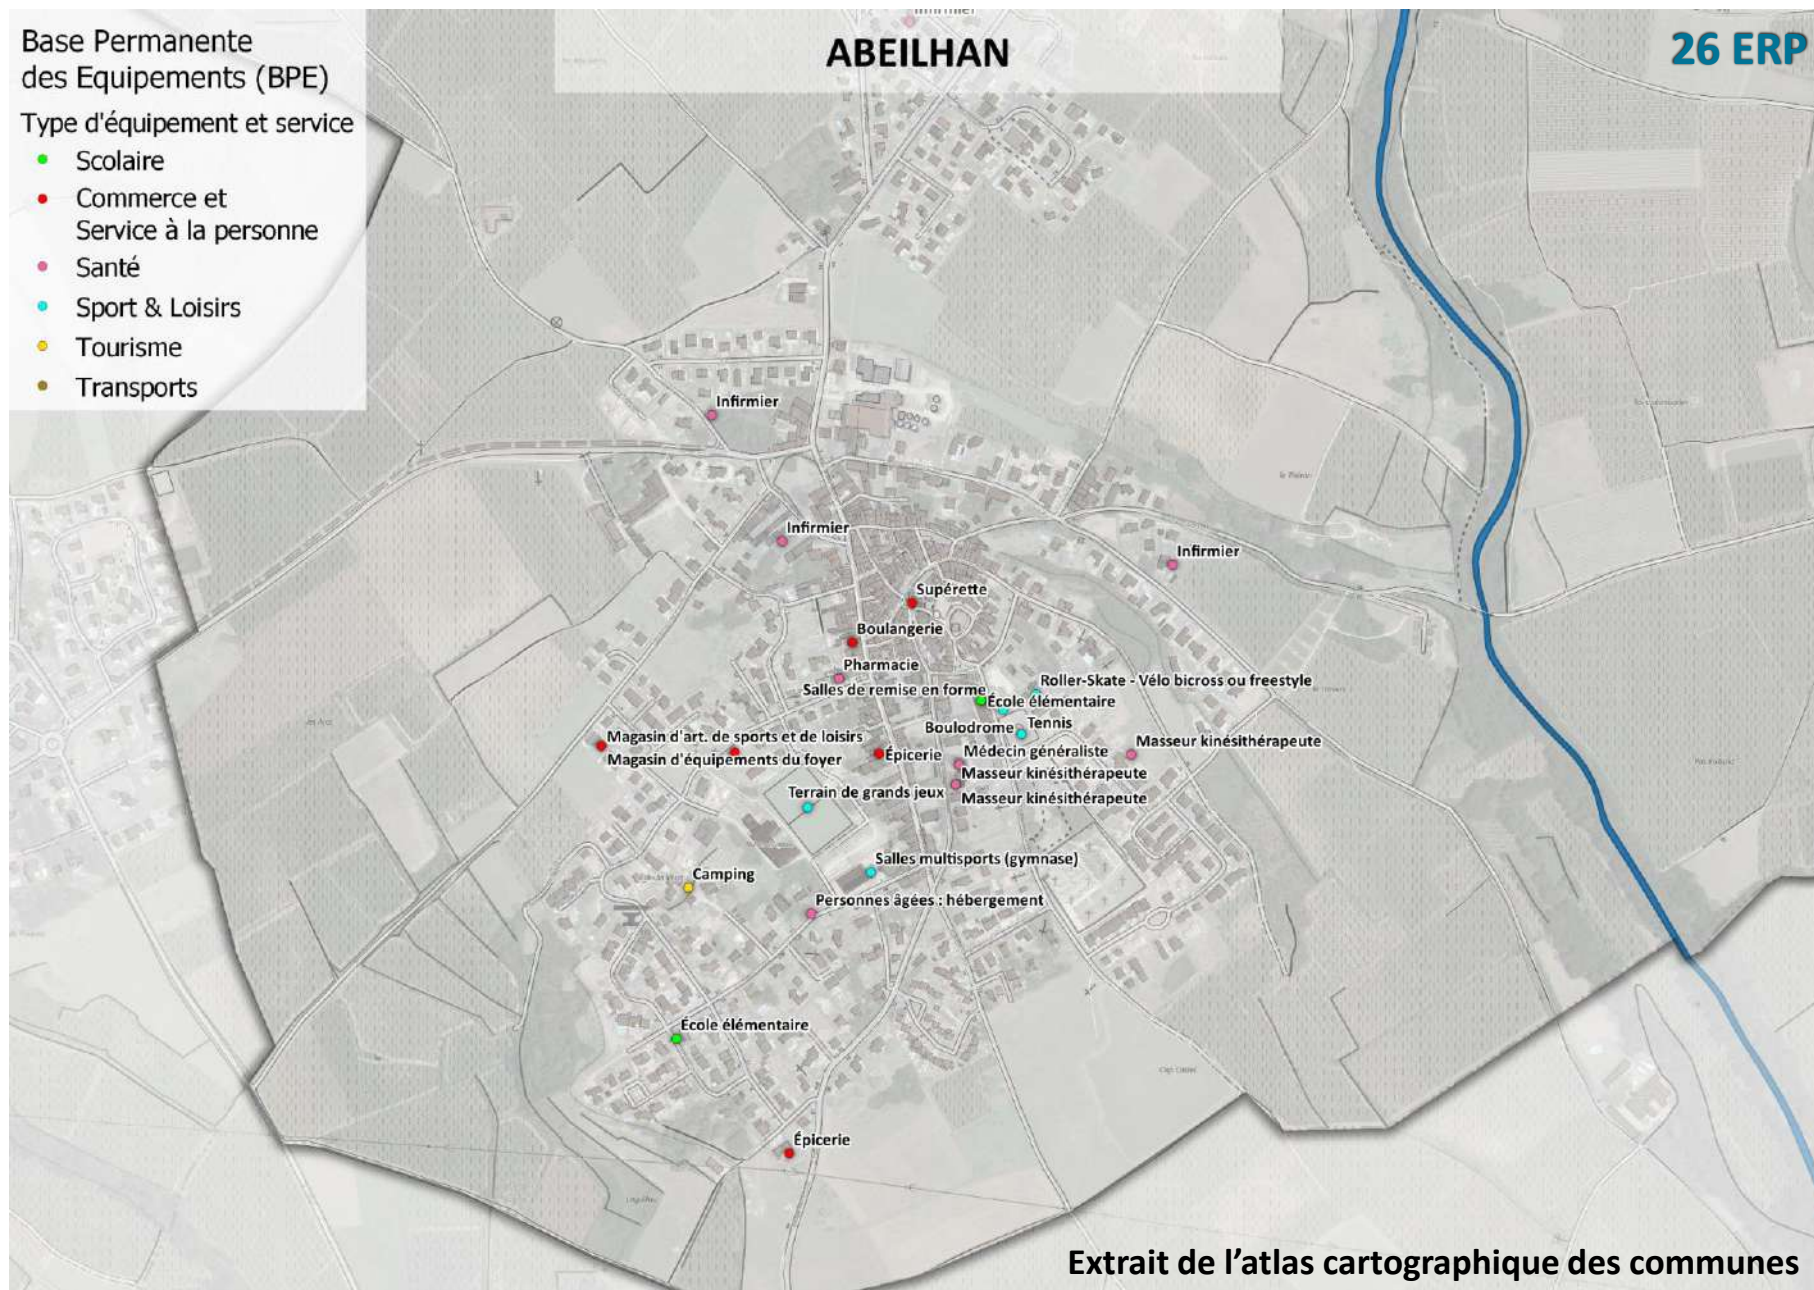 Infirmier
Base Permanente
des Equipements (BPE)
ABEILHAN
26 ERP
Type d'équipement et service
Scolaire
Commerce et
Service à la personne
Santé
Sport & Loisirs
Tourisme
Transports
Infirmier
Infirmier
Infirmier
Supérette
Boulangerie
Pharmacie
Salles de remise en forme
Roller-Skate - Vélo bicross ou freestyle
École élémentaire
Boulodrome
Tennis
Magasin d'art. de sports et de loisirs
Magasin d'équipements du foyer
Épicerie
Médecin généraliste
Masseur kinésithérapeute
Masseur kinésithérapeute
Masseur kinésithérapeute
Terrain de grands jeux
Salles multisports (gymnase)
Camping
Personnes âgées : hébergement
École élémentaire
Épicerie
Extrait de l'atlas cartographique des communes